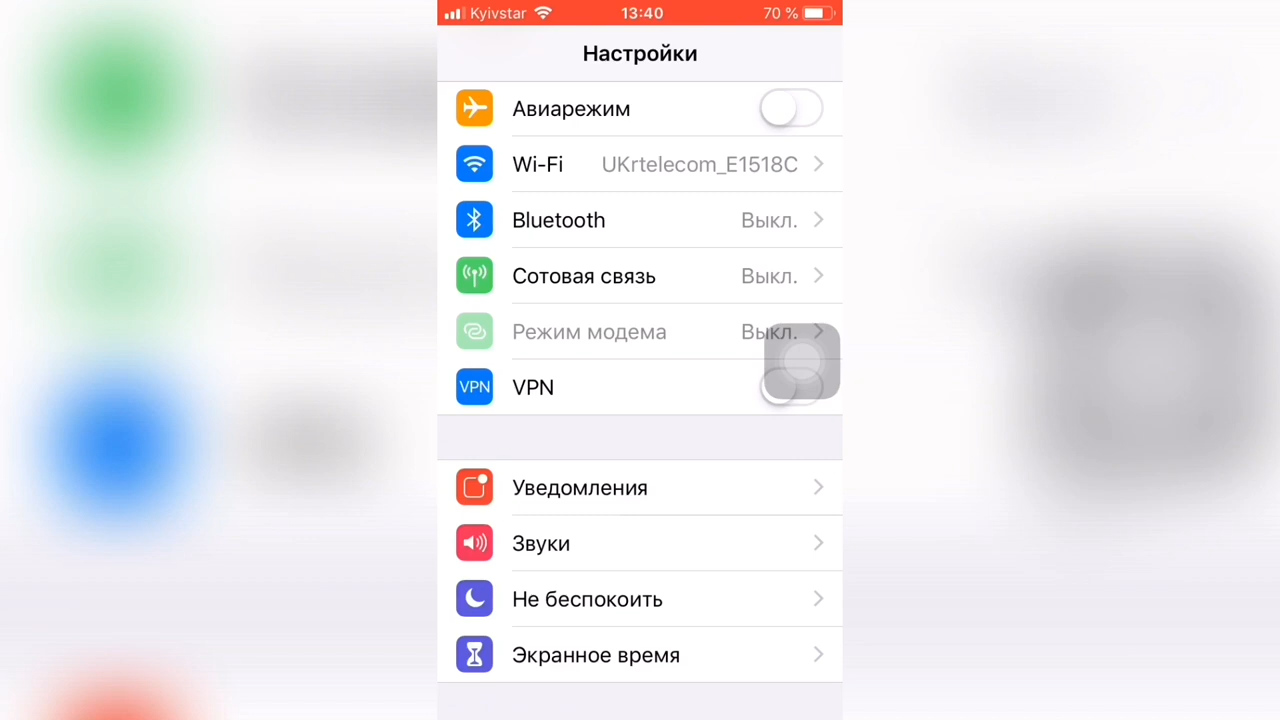 Kyivstar 13:40 70 %
Настройки
Авиарежим
Wi-Fi UKrtelecom_E1518C
Bluetooth Выкл.
Сотовая связь Выкл.
Режим модема Выкл.
VPN VPN
Уведомления
Звуки
Не беспокоить
Экранное время